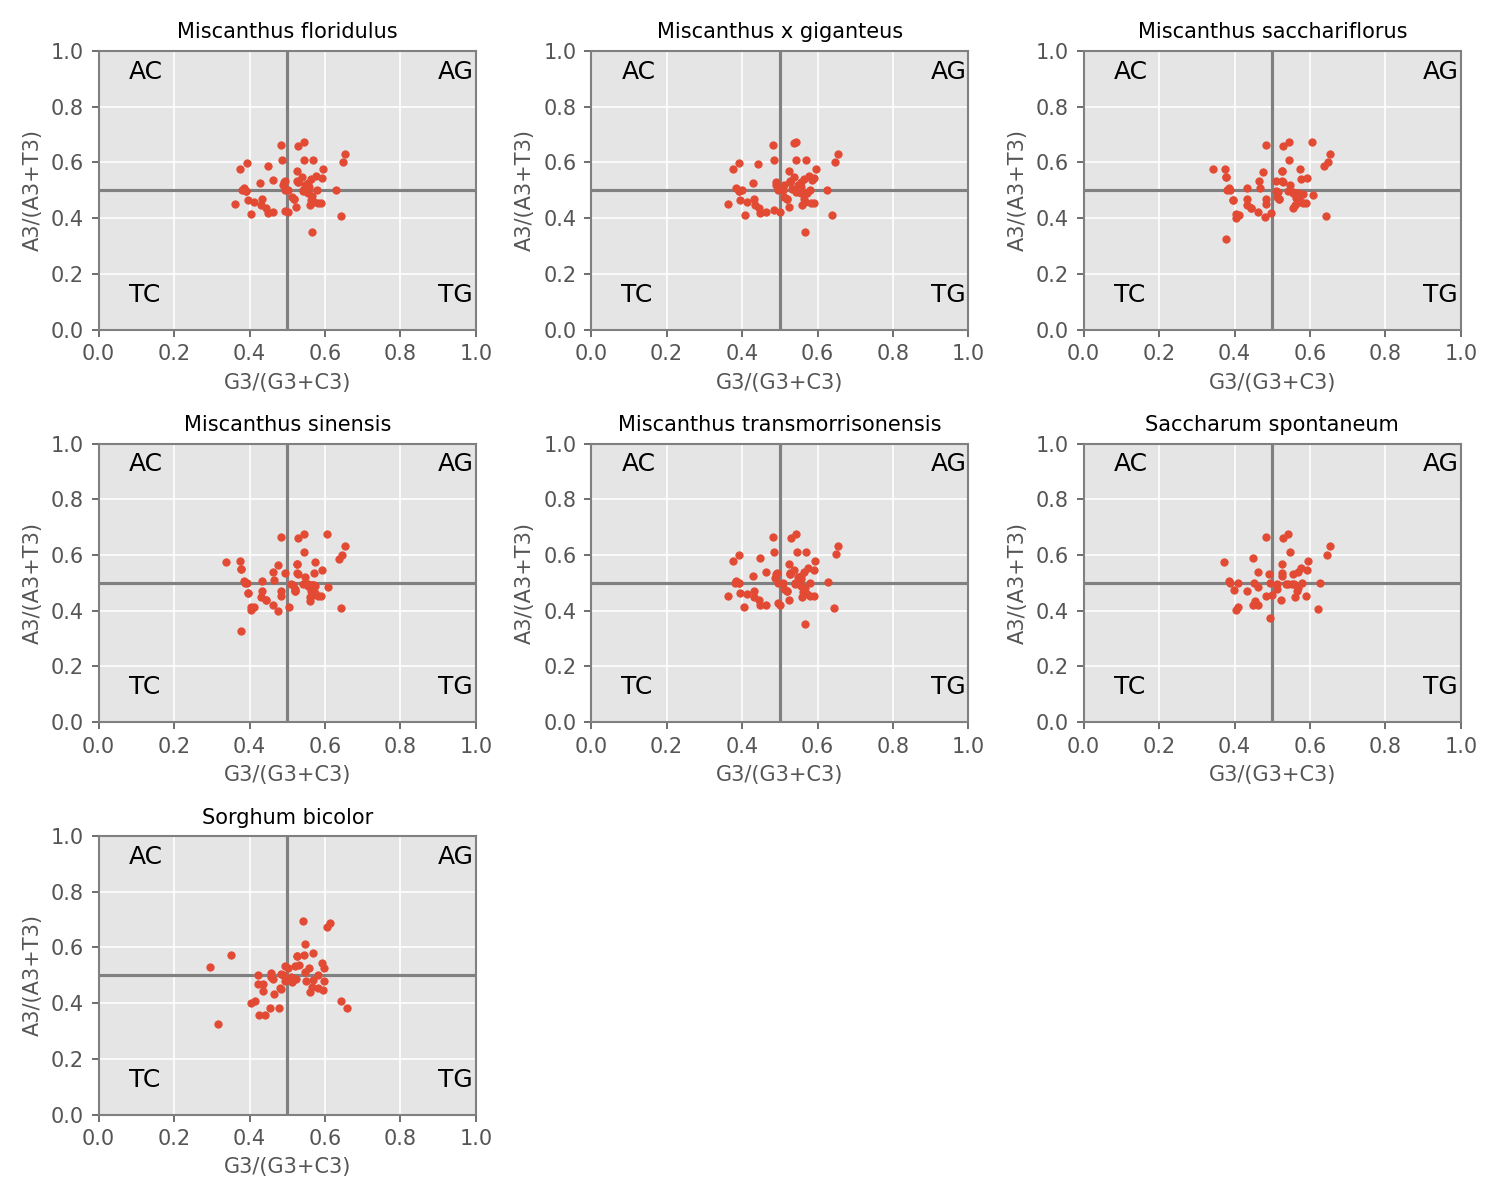 Miscanthus floridulus
1.0
AC
AG
0.8
0.6
0.4
0.2
TC
TG
0.0
0.0 0.2 0.4 0.6 0.8 1.0
G3/(G3+C3)
A3/(A3+T3)
Miscanthus x giganteus
1.0
AC
AG
0.8
0.6
0.4
0.2
TC
TG
0.0
0.0 0.2 0.4 0.6 0.8 1.0
G3/(G3+C3)
A3/(A3+T3)
Miscanthus sacchariflorus
1.0
AC
AG
0.8
0.6
0.4
0.2
TC
TG
0.0
0.0 0.2 0.4 0.6 0.8 1.0
G3/(G3+C3)
A3/(A3+T3)
Miscanthus sinensis
1.0
AC
AG
0.8
0.6
0.4
0.2
TC
TG
0.0
0.0 0.2 0.4 0.6 0.8 1.0
G3/(G3+C3)
A3/(A3+T3)
Miscanthus transmorrisonensis
1.0
AC
AG
0.8
0.6
0.4
0.2
TC
TG
0.0
0.0 0.2 0.4 0.6 0.8 1.0
G3/(G3+C3)
A3/(A3+T3)
Saccharum spontaneum
1.0
AC
AG
0.8
0.6
0.4
0.2
TC
TG
0.0
0.0 0.2 0.4 0.6 0.8 1.0
G3/(G3+C3)
A3/(A3+T3)
Sorghum bicolor
1.0
AC
AG
0.8
0.6
0.4
0.2
TC
TG
0.0
0.0 0.2 0.4 0.6 0.8 1.0
G3/(G3+C3)
A3/(A3+T3)